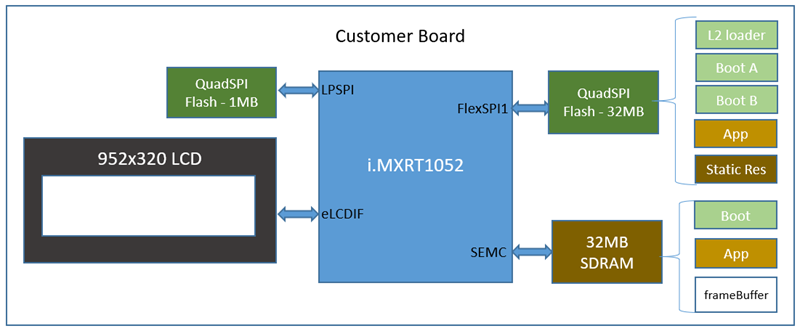 Customer Board
L2 loader
Boot A
Boot B
App
Static Res
QuadSPI
Flash - 1MB
LPSPI
FlexSPI1
QuadSPI
Flash - 32MB
952x320 LCD
i.MXRT1052
eLCDIF
SEMC
32MB
SDRAM
Boot
App
frameBuffer